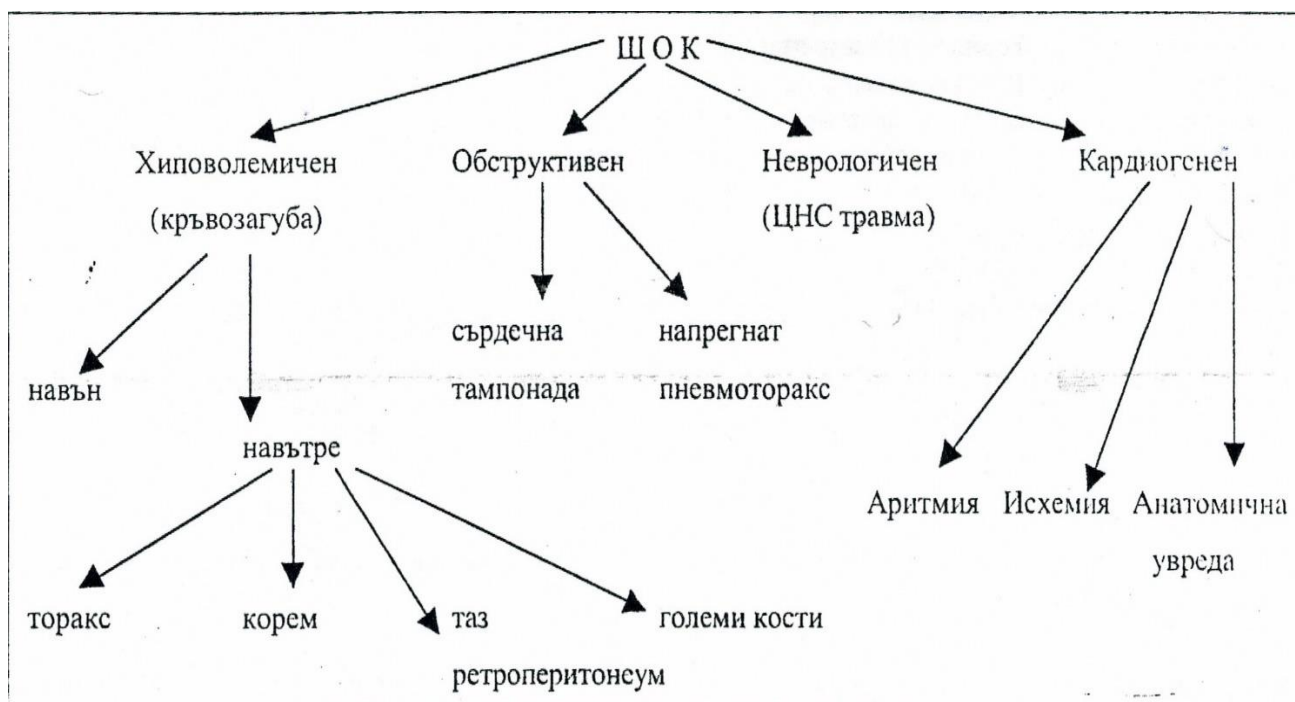 Ш О К
Хиповолемичен Обструктивен Неврологичен Кардиогенен
(кръвозагуба) (ЦНС травма)
сърдечна напрегнат
навън тампонада пневмоторакс
навътре
Аритмия Исхемия Анатомична
увреда
торакс корем таз големи кости
ретроперитонеум